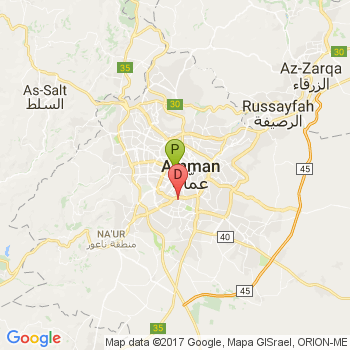 35
As-Salt
السلط
30
Az-Zarqa
الزرقاء
Russayfah
الرصيفة
P
Amman
D
45
NA'UR
منطقة ناعور
40
45
35
Google
Map data ©2017 Google, Mapa GISrael, ORION-ME